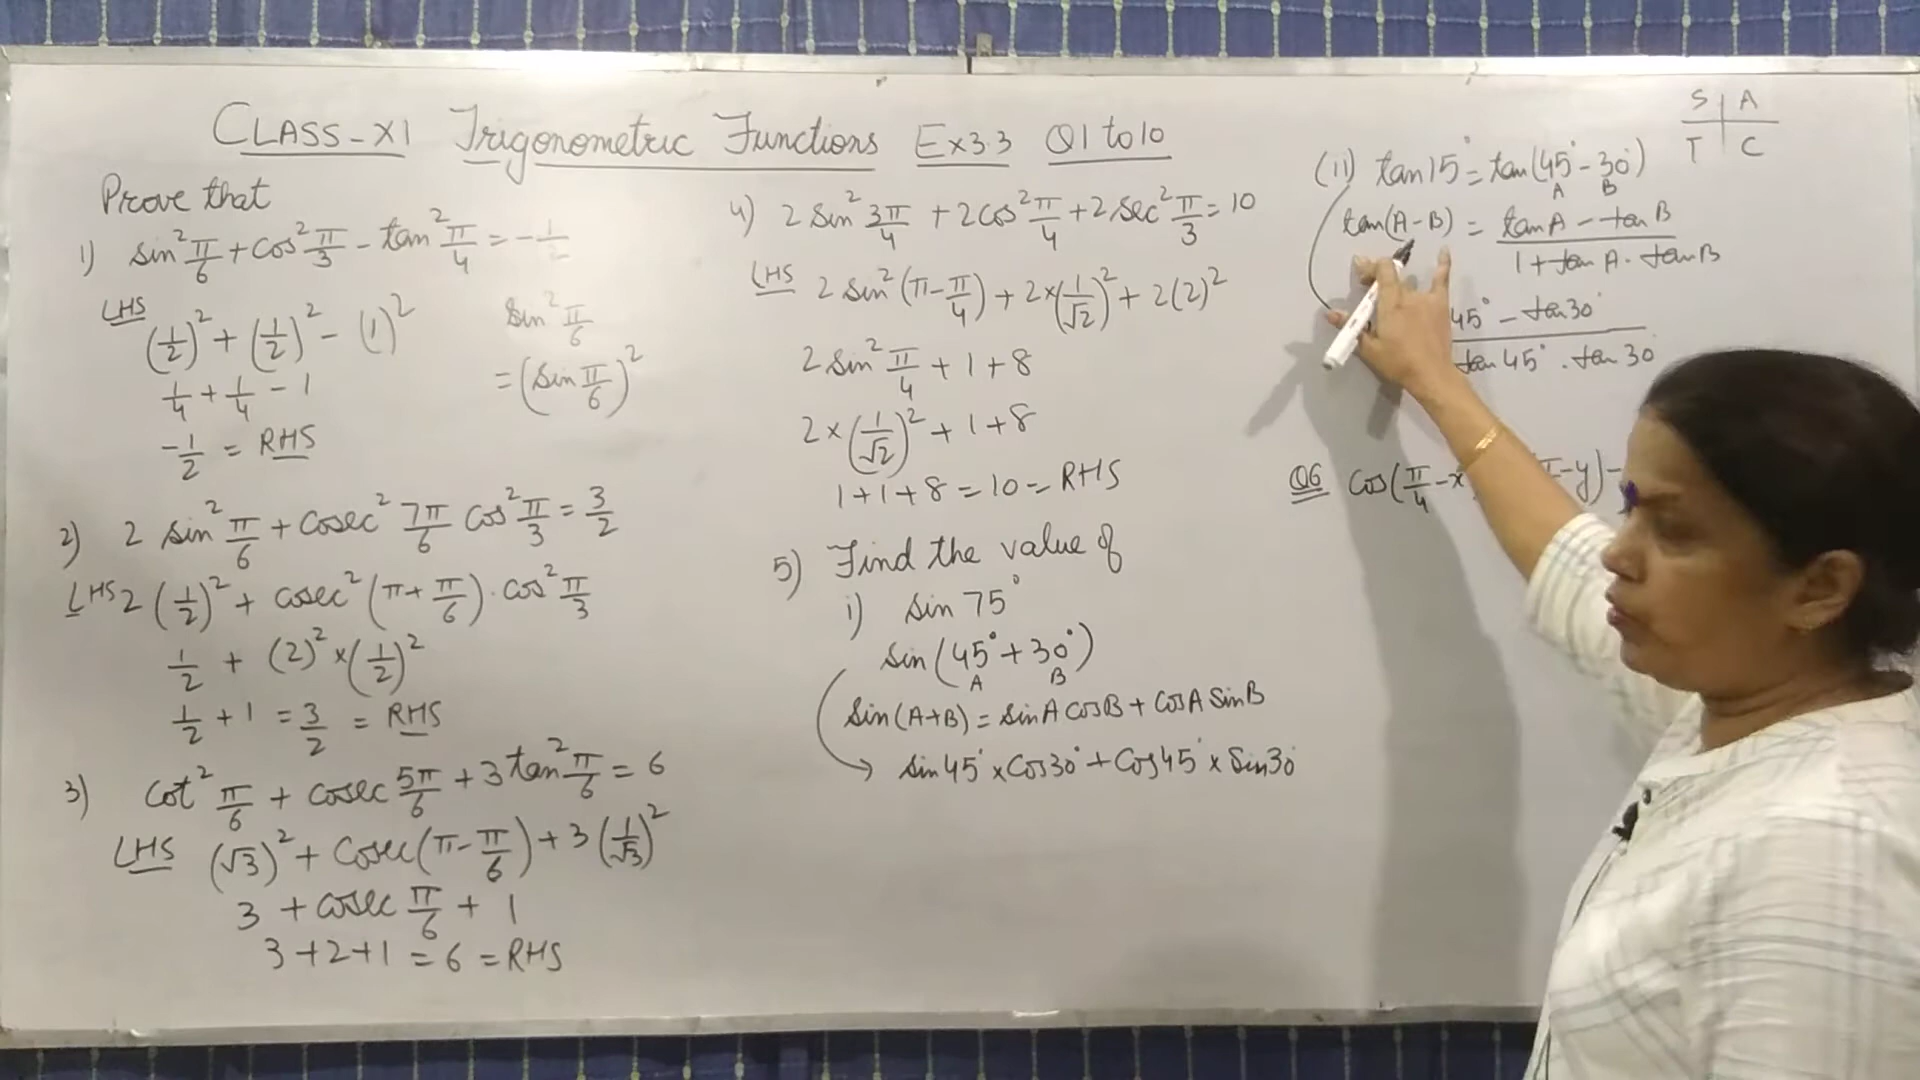 CLASS-XI Trigonometric Functions Ex 3.3 Q1 to 10
Prove that
1) sin²π/6 + cos²π/3 - tan²π/4 = -1/2
LHS
(1/2)² + (1/2)² - (1)²
1/4 + 1/4 - 1
-1/2 = RHS
sin²π/6
= (sin π/6)²
2) 2 sin²π/6 + cosec² 7π/6 cos²π/3 = 3/2
LHS 2 (1/2)² + cosec²(π+π/6) · cos²π/3
1/2 + (2)² × (1/2)²
1/2 + 1 = 3/2 = RHS
3) cot²π/6 + cosec 5π/6 + 3 tan²π/6 = 6
LHS (√3)² + cosec(π-π/6) + 3(1/√3)²
3 + cosec π/6 + 1
3+2+1 = 6 = RHS
4) 2 sin² 3π/4 + 2cos²π/4 + 2 sec²π/3 = 10
LHS 2 sin²(π-π/4) + 2×(1/√2)² + 2(2)²
2 sin²π/4 + 1 + 8
2 × (1/√2)² + 1 + 8
1+1+8 = 10 = RHS
5) Find the value of
i) sin 75°
sin (45° + 30°)
A B
sin(A+B) = sinA cosB + cosA sinB
→ sin45° × cos30° + cos45° × sin30°
S A
T C
(ii) tan15° = tan(45° - 30°)
A B
tan(A-B) = tanA - tanB / 1 + tanA · tanB
45° - tan30° / tan45° · tan30
Q6 cos(π/4 - x - y) -